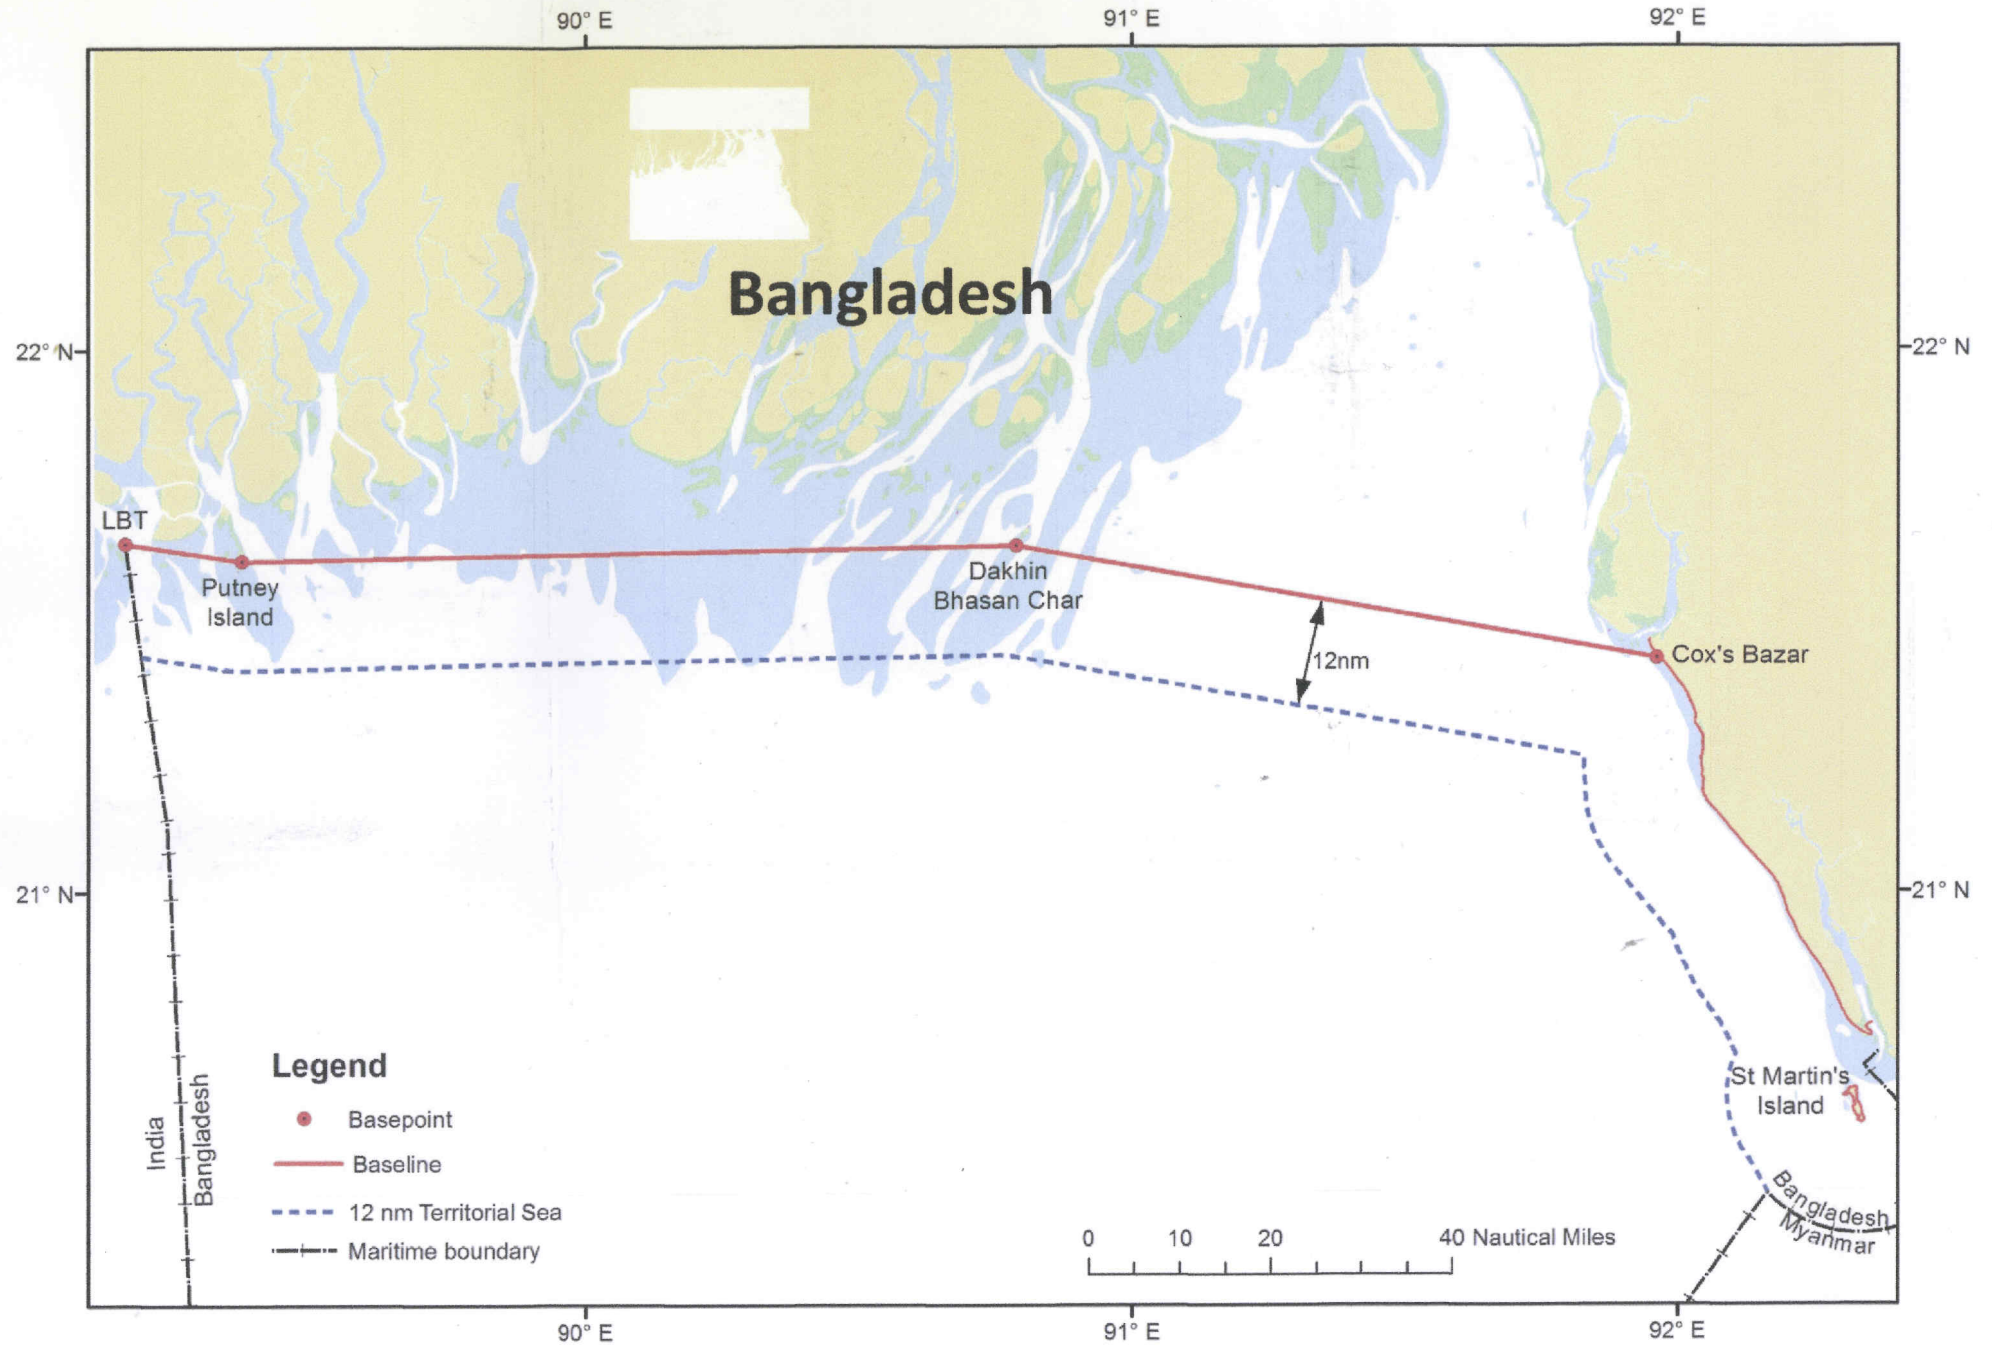 90° E
91° E
92° E
Bangladesh
22° N
22° N
LBT
Putney
Island
Dakhin
Bhasan Char
12nm
Cox's Bazar
21° N
21° N
St Martin's
Island
India
Bangladesh
Bangladesh
Myanmar
Legend
Basepoint
Baseline
12 nm Territorial Sea
Maritime boundary
0 10 20 40 Nautical Miles
90° E
91° E
92° E